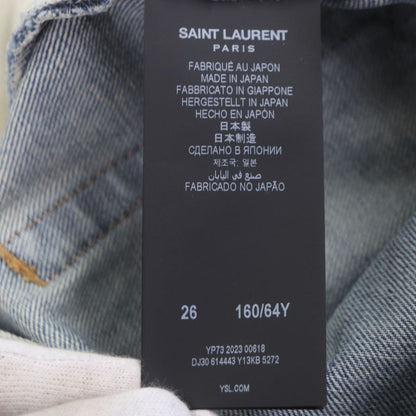 SAINT LAURENT
PARIS
FABRIQUÉ AU JAPON
MADE IN JAPAN
FABBRICATO IN GIAPPONE
HERGESTELLT IN JAPAN
HECHO EN JAPÓN
日本製
日本制造
СДЕЛАНО В ЯПОНИИ
제조국: 일본
صنع في اليابان
FABRICADO NO JAPÃO
26 160/64Y
YP73 2023 00618
DJ30 614443 Y13KB 5272
YSL.COM